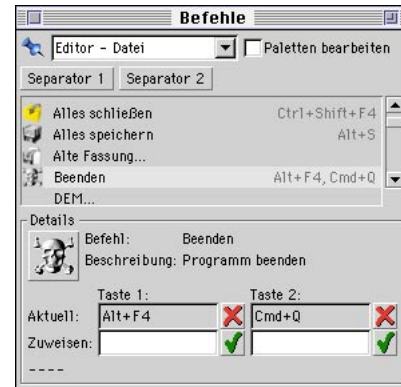 Befehle
Editor - Datei Paletten bearbeiten
Separator 1 Separator 2
Alles schließen Ctrl+Shift+F4
Alles speichern Alt+S
Alte Fassung...
Beenden Alt+F4, Cmd+Q
DEM...
Details
Befehl: Beenden
Beschreibung: Programm beenden
Taste 1: Taste 2:
Aktuell: Alt+F4 Cmd+Q
Zuweisen:
----